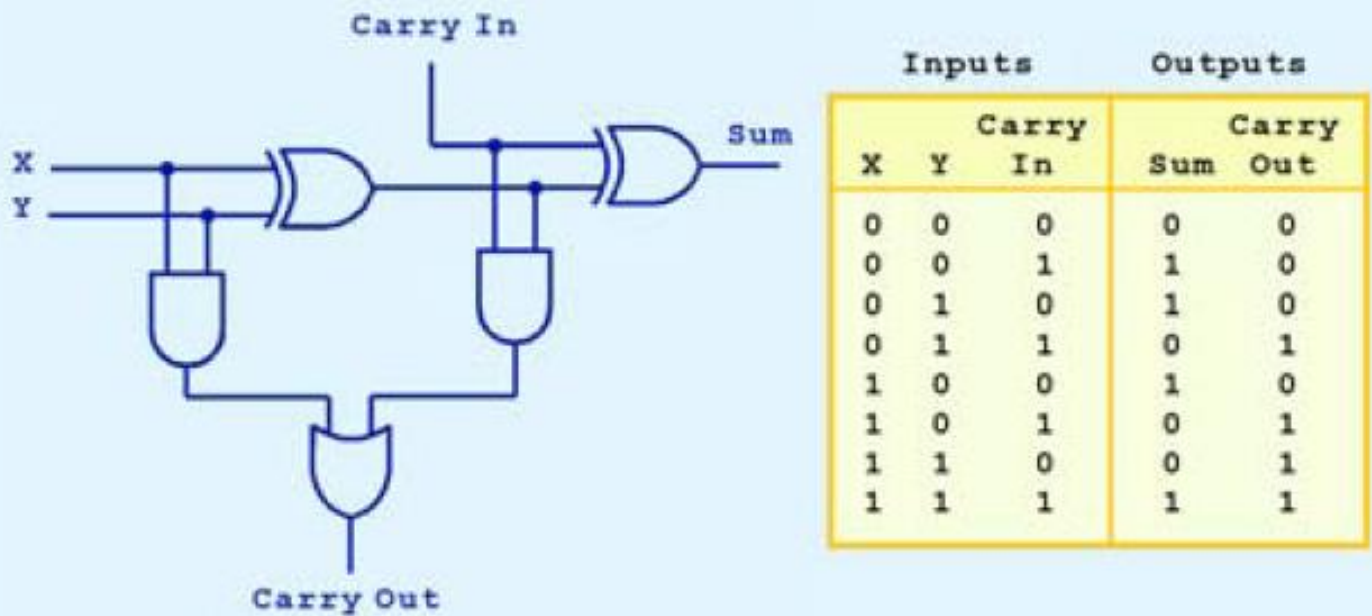 Carry In
X
Y
Sum
Carry Out
Inputs Outputs
Carry Carry
X Y In Sum Out
0 0 0 0 0
0 0 1 1 0
0 1 0 1 0
0 1 1 0 1
1 0 0 1 0
1 0 1 0 1
1 1 0 0 1
1 1 1 1 1